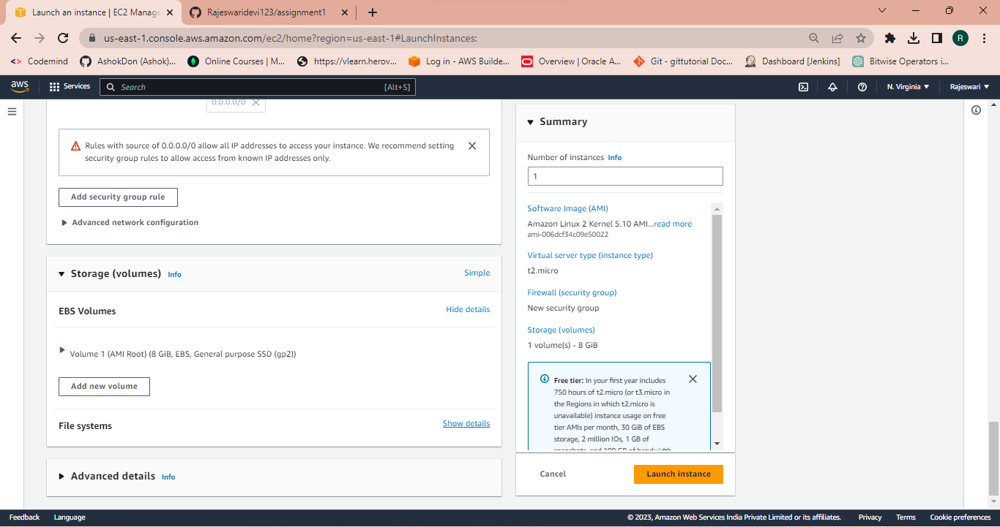 Launch an instance | EC2 Manage
Rajeswaridevi123/assignment1
us-east-1.console.aws.amazon.com/ec2/home?region=us-east-1#LaunchInstances:
R
Codemind
AshokDon (Ashok)...
Online Courses | M...
https://vlearn.herov...
Log in - AWS Builde...
Overview | Oracle A...
Git - gittutorial Doc...
Dashboard [Jenkins]
Bitwise Operators i...
aws
Services
Search
[Alt+S]
N. Virginia
Rajeswari
0.0.0.0/0
Rules with source of 0.0.0.0/0 allow all IP addresses to access your instance. We recommend setting
security group rules to allow access from known IP addresses only.
Add security group rule
Advanced network configuration
Storage (volumes) Info
Simple
EBS Volumes
Hide details
Volume 1 (AMI Root) (8 GiB, EBS, General purpose SSD (gp2))
Add new volume
File systems
Show details
Advanced details Info
Summary
Number of instances Info
1
Software Image (AMI)
Amazon Linux 2 Kernel 5.10 AMI...read more
ami-006dcf34c09e50022
Virtual server type (instance type)
t2.micro
Firewall (security group)
New security group
Storage (volumes)
1 volume(s) - 8 GiB
Free tier: In your first year includes
750 hours of t2.micro (or t3.micro in
the Regions in which t2.micro is
unavailable) instance usage on free
tier AMIs per month, 30 GiB of EBS
storage, 2 million IOs, 1 GB of
snapshots, and 100 GB of bandwidth
Cancel
Launch instance
Feedback
Language
© 2023, Amazon Web Services India Private Limited or its affiliates.
Privacy
Terms
Cookie preferences